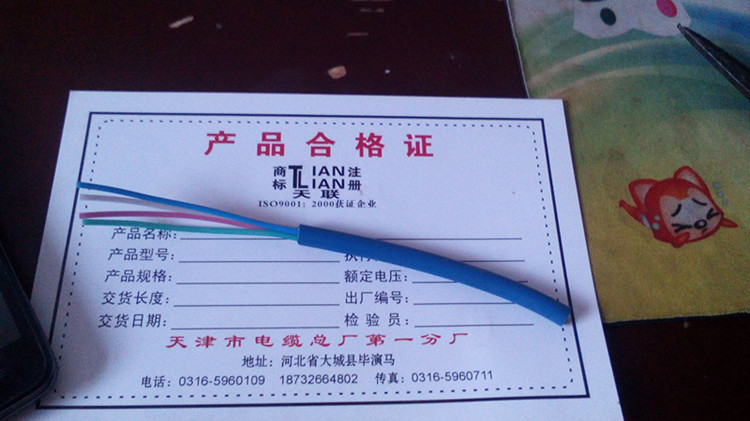 产品合格证
商标 TLIAN LIAN 注册
天联
ISO9001：2000获证企业
产品名称：
产品型号： 执行
产品规格： 额定电压：
交货长度： 出厂编号：
交货日期： 检验员：
天津市电缆总厂第一分厂
地址：河北省大城县毕演马
电话：0316-5960109 18732664802 传真：0316-5960711